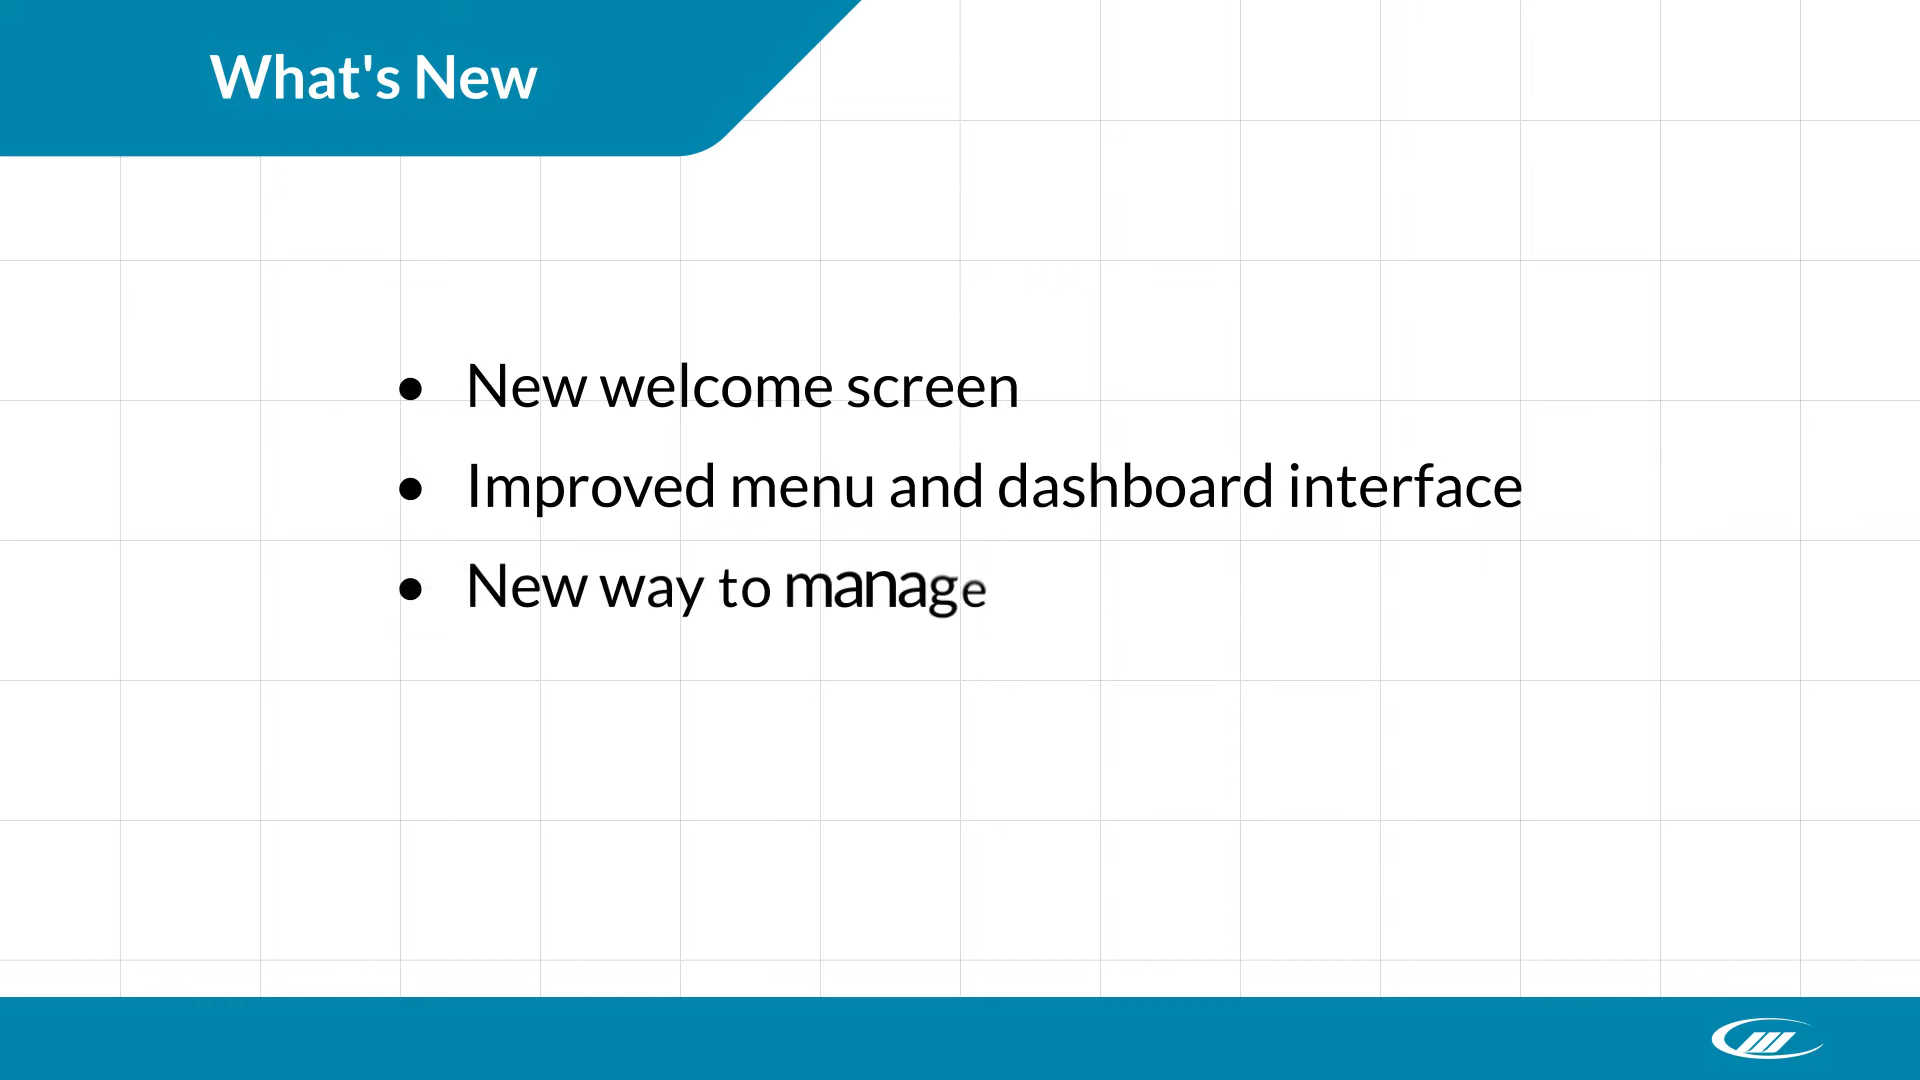 What's New
• New welcome screen
• Improved menu and dashboard interface
• New way to manage